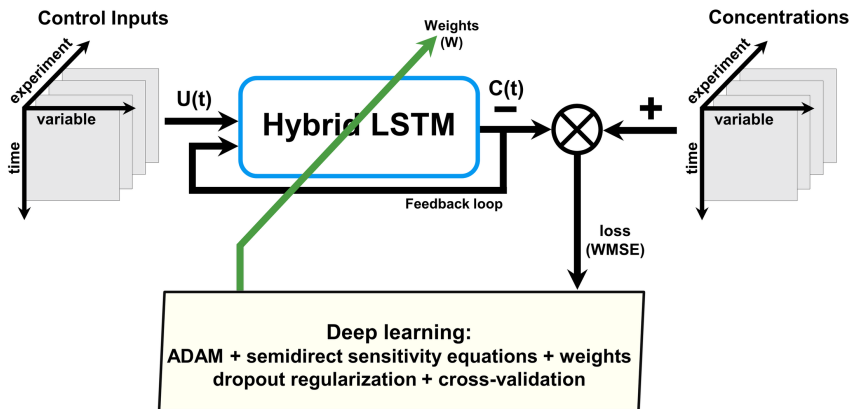 Control Inputs
experiment
variable
time
U(t)
Hybrid LSTM
Weights
(W)
C(t)
−
+
Feedback loop
Concentrations
experiment
variable
time
loss
(WMSE)
Deep learning:
ADAM + semidirect sensitivity equations + weights
dropout regularization + cross-validation